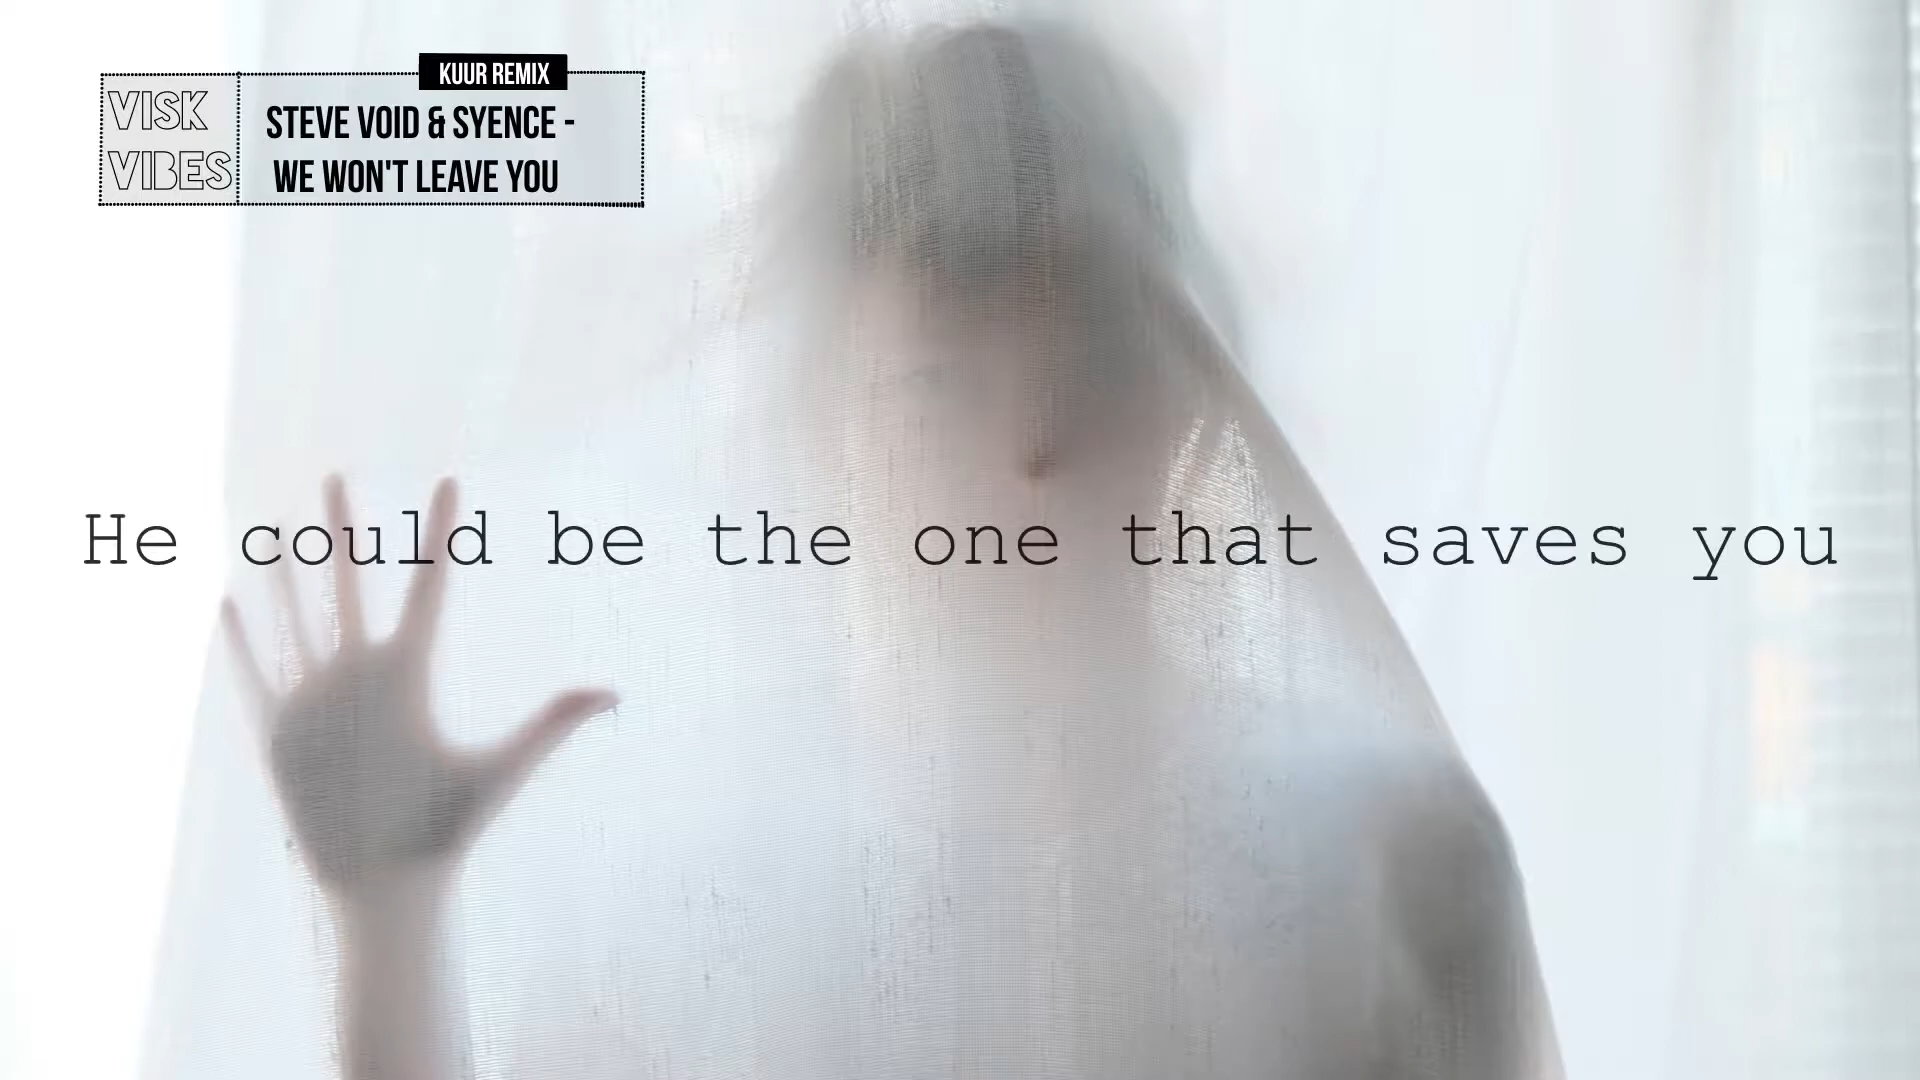 KUUR REMIX
VISK
VIBES
STEVE VOID & SYENCE -
WE WON'T LEAVE YOU
He could be the one that saves you